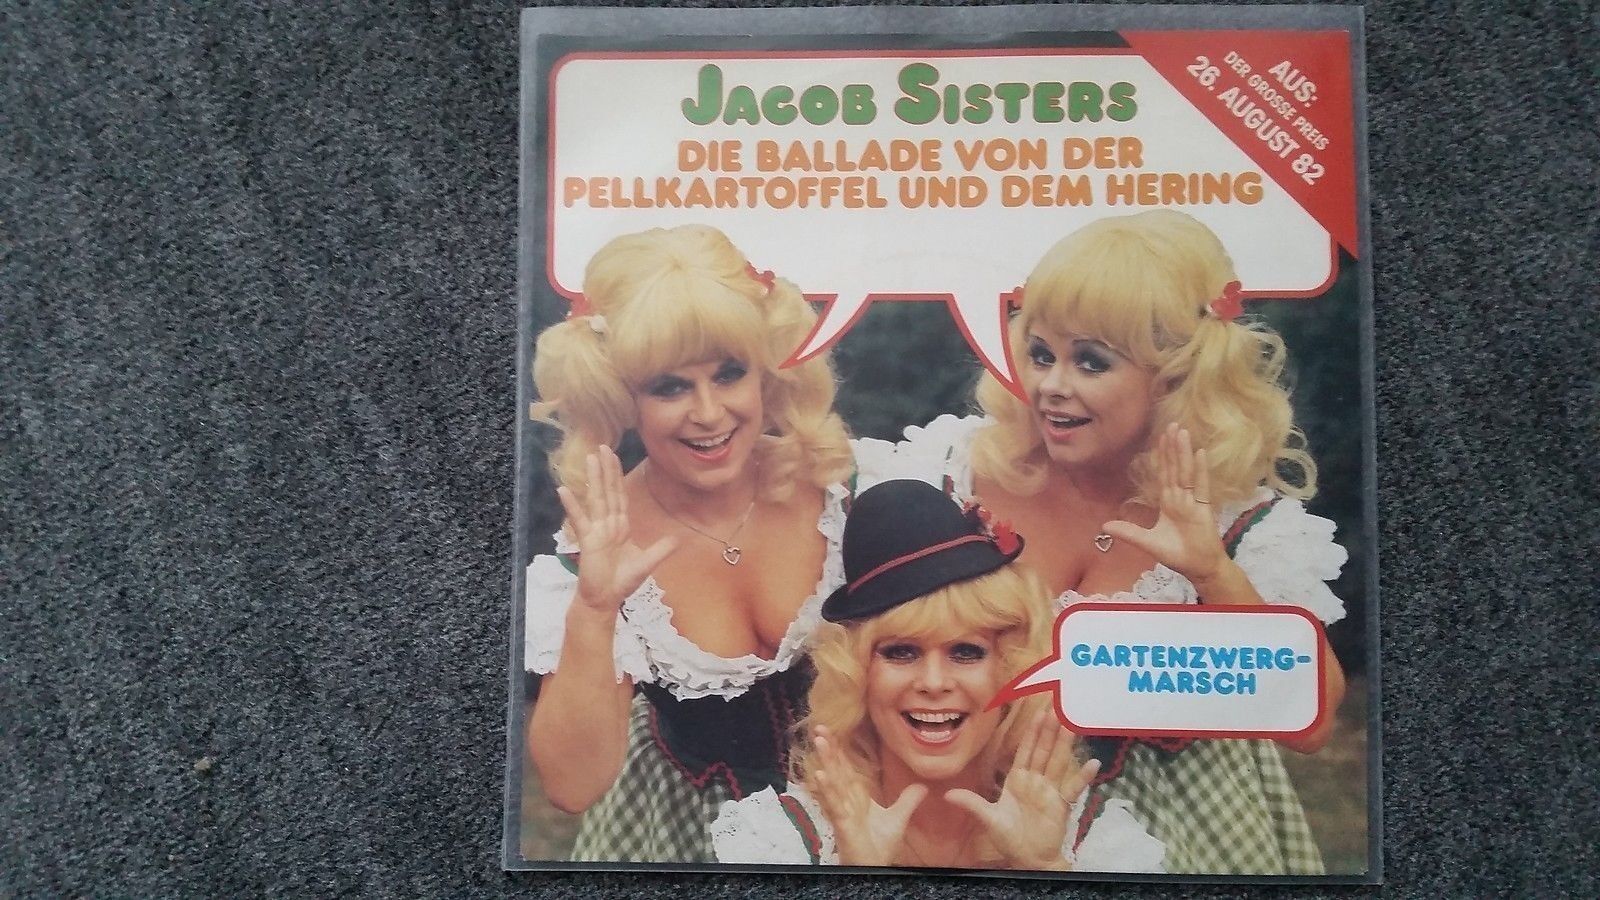 JACOB SISTERS
DIE BALLADE VON DER
PELLKARTOFFEL UND DEM HERING
AUS:
DER GROSSE PREIS
26. AUGUST 82
GARTENZWERG-
MARSCH